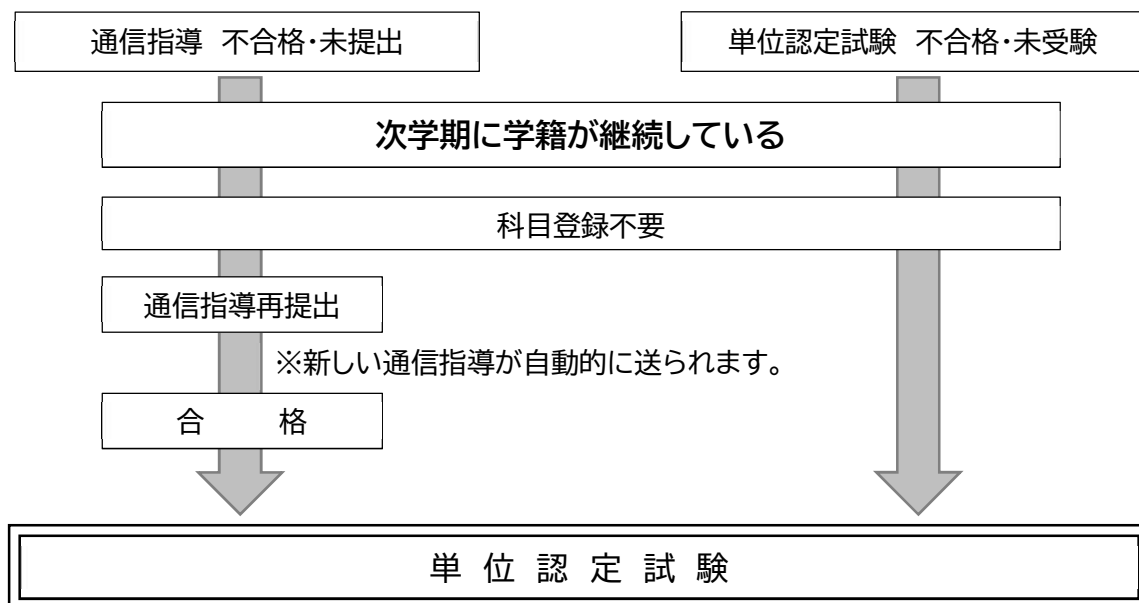 通信指導 不合格・未提出
単位認定試験 不合格・未受験
次学期に学籍が継続している
科目登録不要
通信指導再提出
※新しい通信指導が自動的に送られます。
合 格
単 位 認 定 試 験